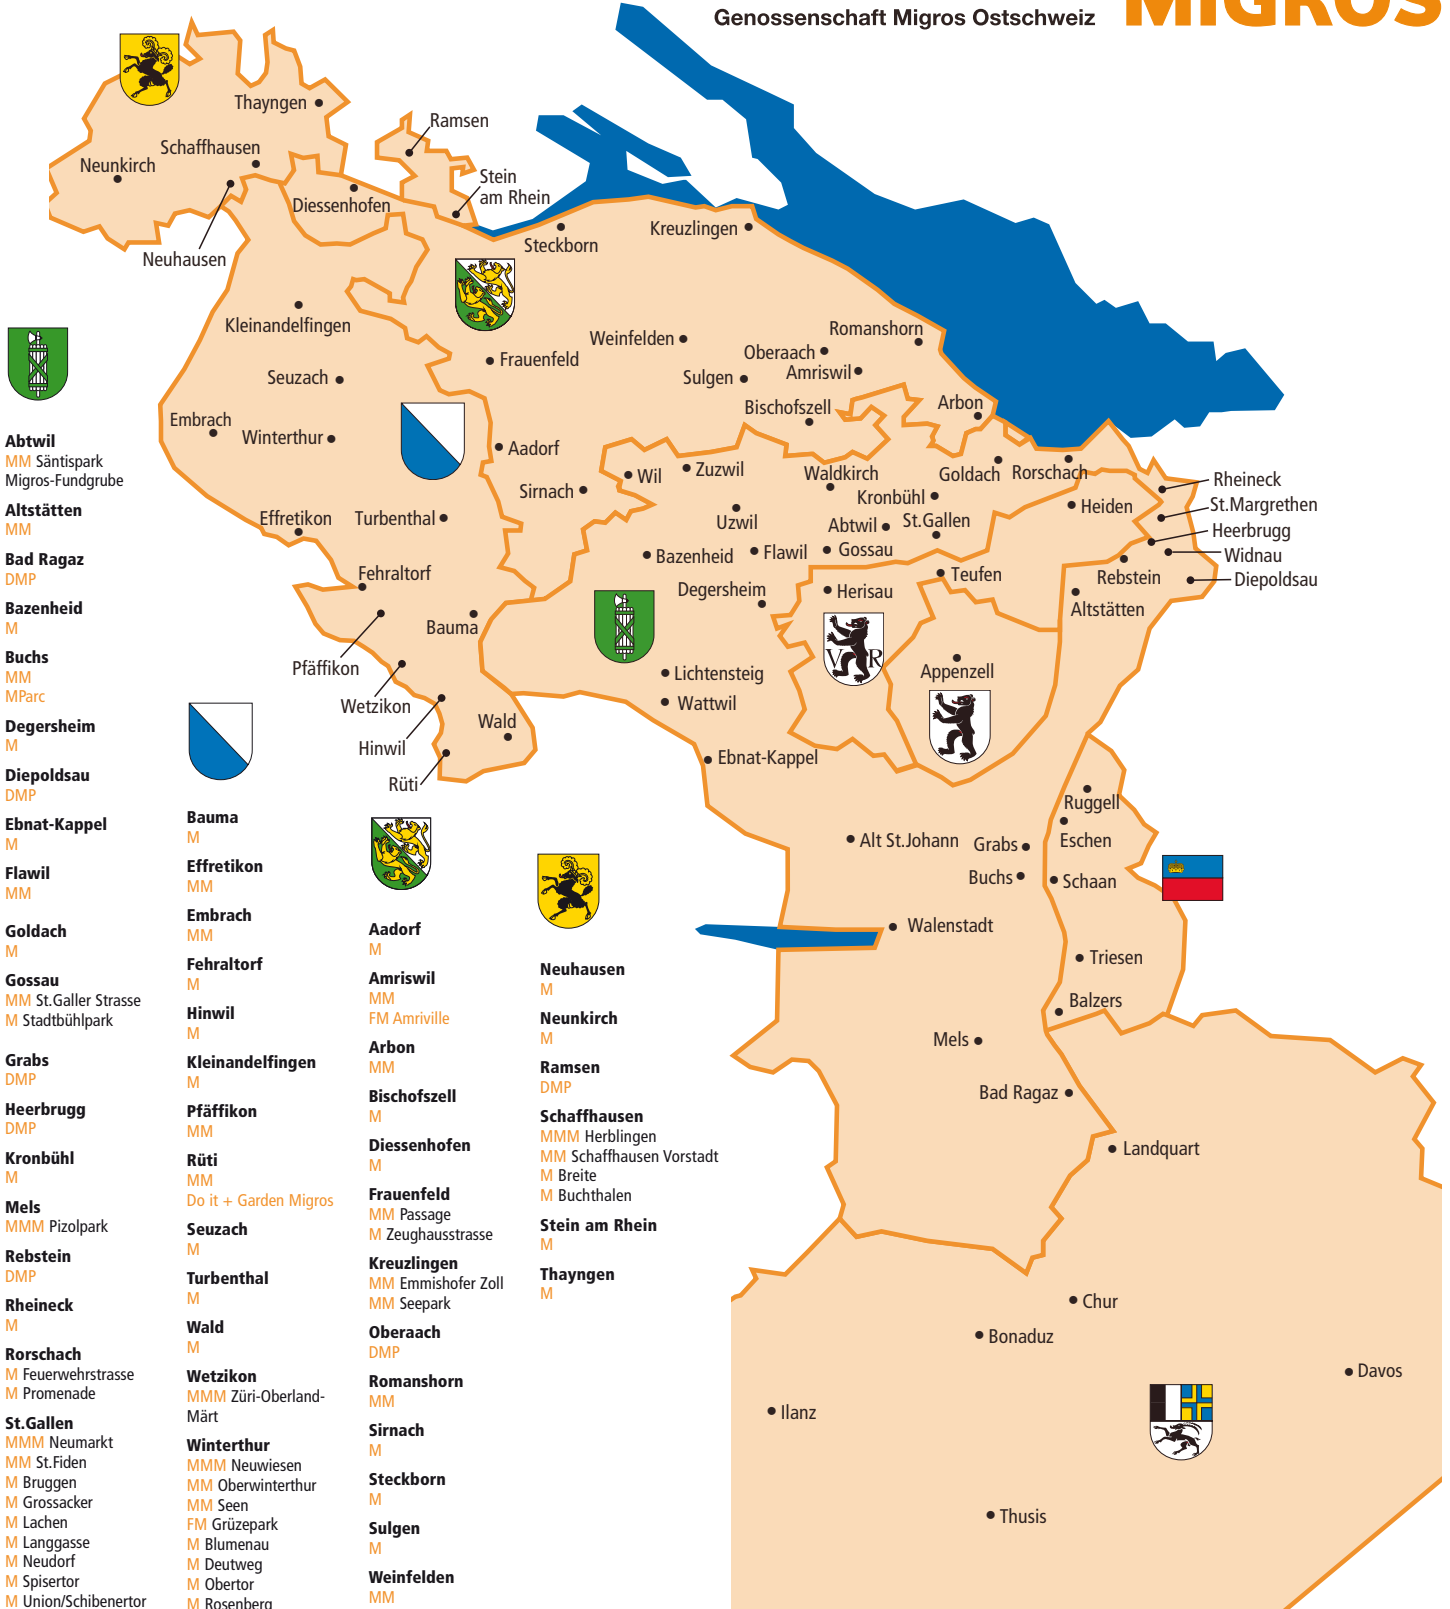 Genossenschaft Migros Ostschweiz
MIGROS
Thayngen
Ramsen
Schaffhausen
Neunkirch
Stein
am Rhein
Diessenhofen
Neuhausen
Steckborn
Kreuzlingen
Kleinandelfingen
Romanshorn
Weinfelden
Oberaach
Frauenfeld
Amriswil
Seuzach
Sulgen
Bischofszell
Arbon
Embrach
Winterthur
Aadorf
Wil
Zuzwil
Waldkirch
Goldach
Rorschach
Rheineck
Sirnach
Kronbühl
Heiden
St.Margrethen
Effretikon
Turbenthal
Uzwil
Abtwil
St.Gallen
Heerbrugg
Bazenheid
Flawil
Gossau
Widnau
Fehraltorf
Teufen
Rebstein
Diepoldsau
Degersheim
Herisau
Altstätten
Bauma
V R
Pfäffikon
Lichtensteig
Appenzell
Wetzikon
Wattwil
Wald
Hinwil
Ebnat-Kappel
Rüti
Ruggell
Alt St.Johann
Grabs
Eschen
Buchs
Schaan
Walenstadt
Triesen
Balzers
Mels
Bad Ragaz
Landquart
Chur
Bonaduz
Davos
Ilanz
Thusis
Abtwil
MM Säntispark
Migros-Fundgrube
Altstätten
MM
Bad Ragaz
DMP
Bazenheid
M
Buchs
MM
MParc
Degersheim
M
Diepoldsau
DMP
Ebnat-Kappel
M
Flawil
MM
Goldach
M
Gossau
MM St.Galler Strasse
M Stadtbühlpark
Grabs
DMP
Heerbrugg
DMP
Kronbühl
M
Mels
MMM Pizolpark
Rebstein
DMP
Rheineck
M
Rorschach
M Feuerwehrstrasse
M Promenade
St.Gallen
MMM Neumarkt
MM St.Fiden
M Bruggen
M Grossacker
M Lachen
M Langgasse
M Neudorf
M Spisertor
M Union/Schibenertor
Bauma
M
Effretikon
MM
Embrach
MM
Fehraltorf
M
Hinwil
M
Kleinandelfingen
M
Pfäffikon
MM
Rüti
MM
Do it + Garden Migros
Seuzach
M
Turbenthal
M
Wald
M
Wetzikon
MMM Züri-Oberland-
Märt
Winterthur
MMM Neuwiesen
MM Oberwinterthur
MM Seen
FM Grüzepark
M Blumenau
M Deutweg
M Obertor
M Rosenberg
Aadorf
M
Amriswil
MM
FM Amriville
Arbon
MM
Bischofszell
M
Diessenhofen
M
Frauenfeld
MM Passage
M Zeughausstrasse
Kreuzlingen
MM Emmishofer Zoll
MM Seepark
Oberaach
DMP
Romanshorn
MM
Sirnach
M
Steckborn
M
Sulgen
M
Weinfelden
MM
Neuhausen
M
Neunkirch
M
Ramsen
DMP
Schaffhausen
MMM Herblingen
MM Schaffhausen Vorstadt
M Breite
M Buchthalen
Stein am Rhein
M
Thayngen
M